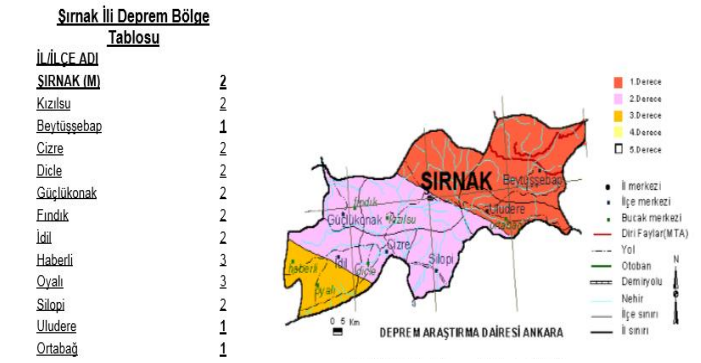 Şırnak İli Deprem Bölge
Tablosu
İL/İLÇE ADI
ŞIRNAK (M) 2
Kızılsu 2
Beytüşşebap 1
Cizre 2
Dicle 2
Güçlükonak 2
Fındık 2
İdil 2
Haberli 3
Oyalı 3
Silopi 2
Uludere 1
Ortabağ 1
ŞIRNAK
Beytüşşebap
Uludere
fındık
Güçlükonak
kızılsu
Cizre
Silopi
İdil
dicle
haberli
oyalı
0 5 Km
DEPREM ARAŞTIRMA DAİRESİ ANKARA
1.Derece
2.Derece
3.Derece
4.Derece
5.Derece
İl merkezi
İlçe merkezi
Bucak merkezi
Diri Faylar(MTA)
Yol
Otoban
Demiryolu
Nehir
İlçe sınırı
İl sınırı
N